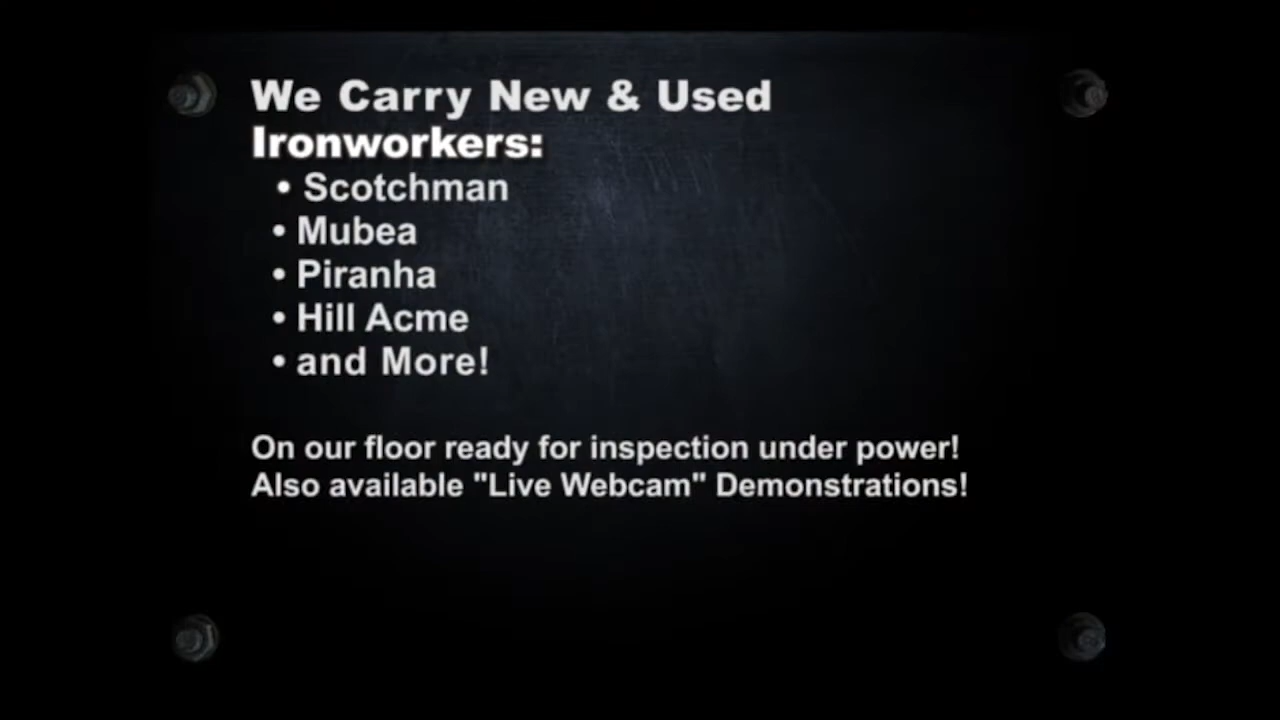 We Carry New & Used
Ironworkers:
• Scotchman
• Mubea
• Piranha
• Hill Acme
• and More!
On our floor ready for inspection under power!
Also available "Live Webcam" Demonstrations!